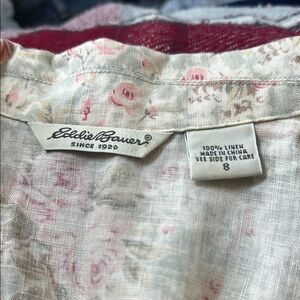 Eddie Bauer®
SINCE 1920
100% LINEN
MADE IN CHINA
SEE SIDE FOR CARE
8